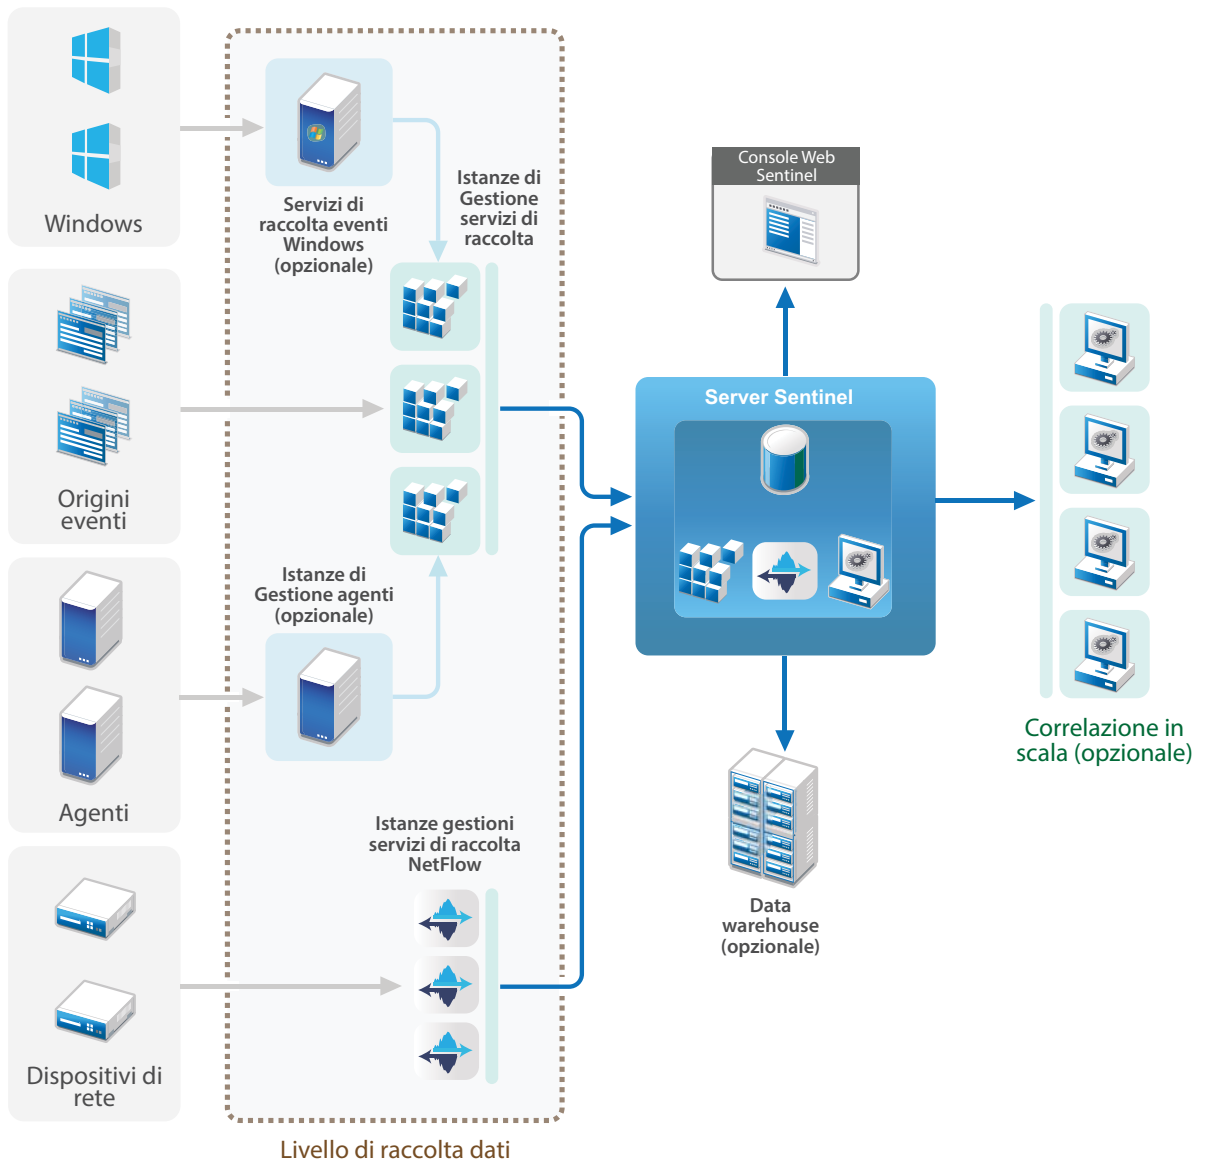 Windows
Origini
eventi
Agenti
Dispositivi di
rete
Servizi di
raccolta eventi
Windows
(opzionale)
Istanze di
Gestione
servizi di
raccolta
Istanze di
Gestione agenti
(opzionale)
Istanze gestioni
servizi di raccolta
NetFlow
Livello di raccolta dati
Console Web
Sentinel
Server Sentinel
Data
warehouse
(opzionale)
Correlazione in
scala (opzionale)